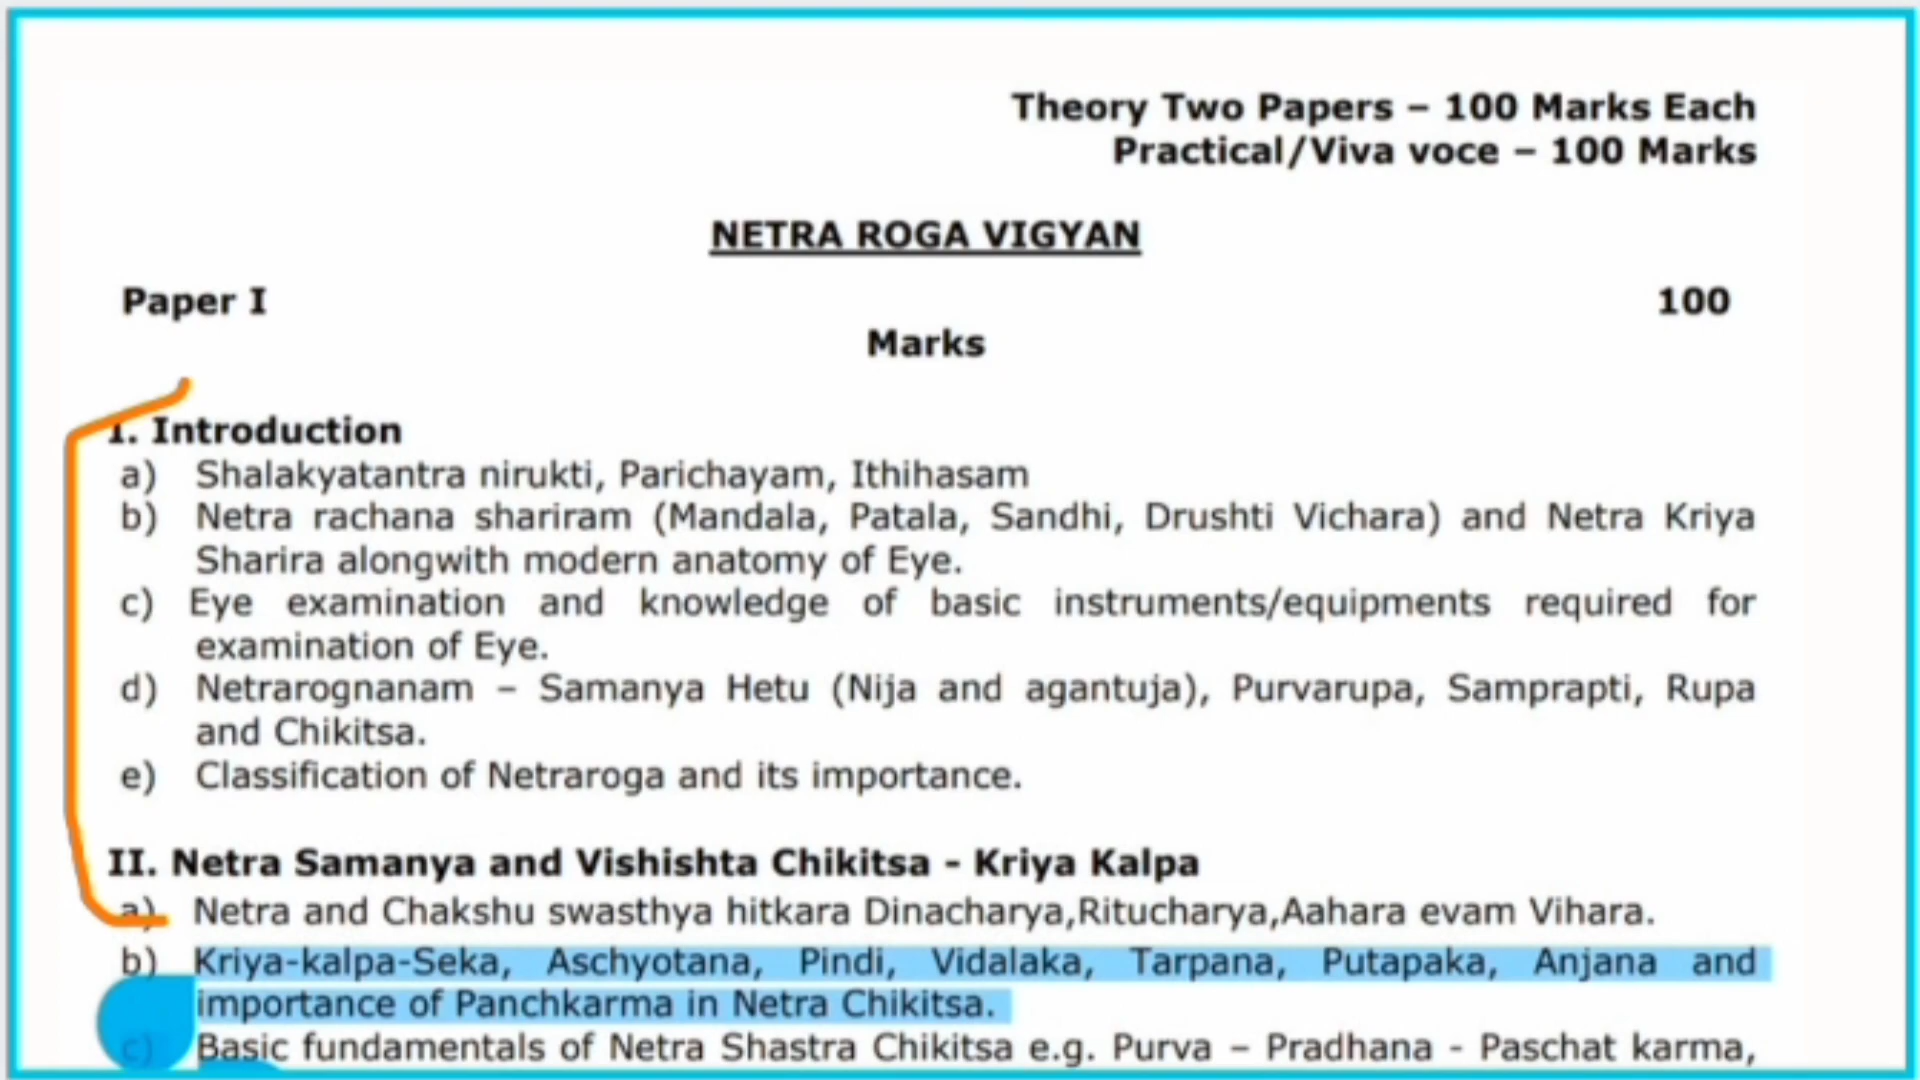 Theory Two Papers – 100 Marks Each
Practical/Viva voce – 100 Marks
NETRA ROGA VIGYAN
Paper I 100
Marks
I. Introduction
a) Shalakyatantra nirukti, Parichayam, Ithihasam
b) Netra rachana shariram (Mandala, Patala, Sandhi, Drushti Vichara) and Netra Kriya
Sharira alongwith modern anatomy of Eye.
c) Eye examination and knowledge of basic instruments/equipments required for
examination of Eye.
d) Netrarognanam – Samanya Hetu (Nija and agantuja), Purvarupa, Samprapti, Rupa
and Chikitsa.
e) Classification of Netraroga and its importance.
II. Netra Samanya and Vishishta Chikitsa - Kriya Kalpa
a) Netra and Chakshu swasthya hitkara Dinacharya,Ritucharya,Aahara evam Vihara.
b) Kriya-kalpa-Seka, Aschyotana, Pindi, Vidalaka, Tarpana, Putapaka, Anjana and
importance of Panchkarma in Netra Chikitsa.
c) Basic fundamentals of Netra Shastra Chikitsa e.g. Purva – Pradhana - Paschat karma,